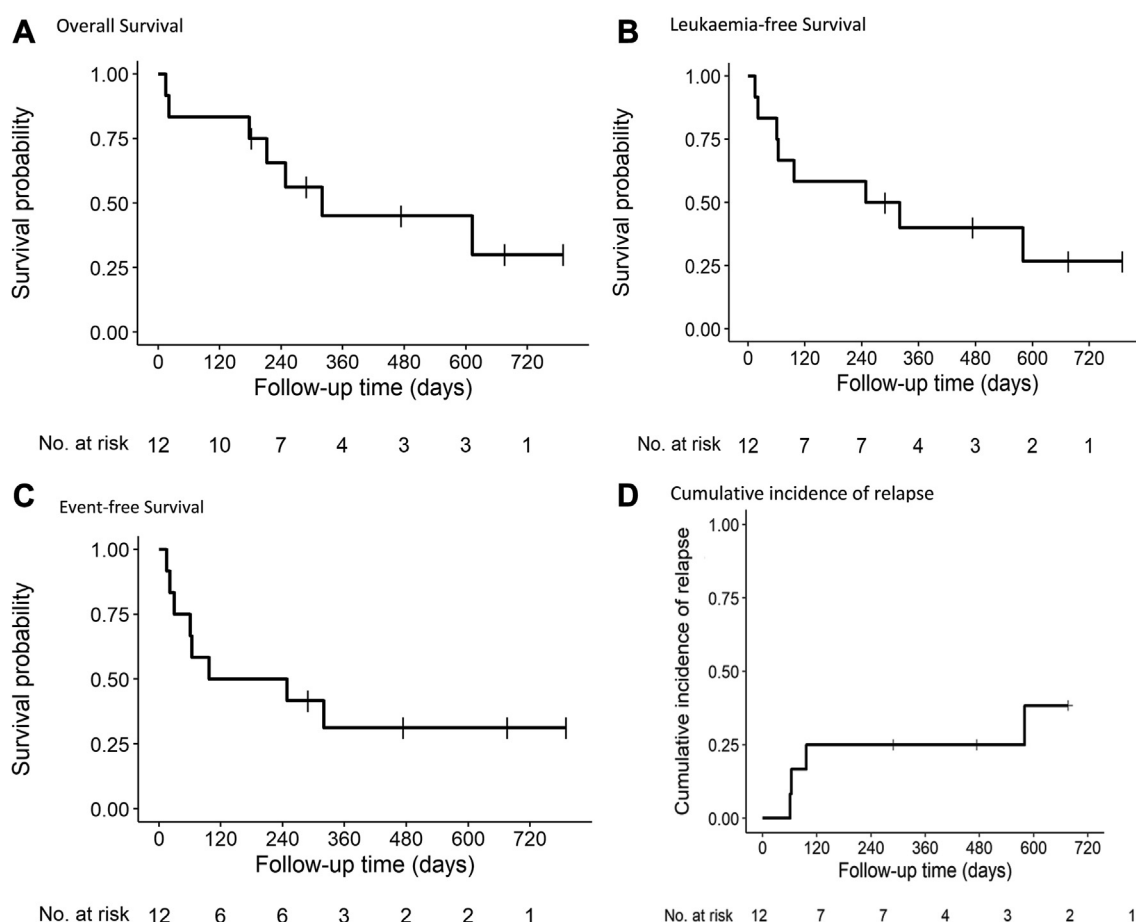 A Overall Survival
Survival probability
1.00
0.75
0.50
0.25
0.00
0 120 240 360 480 600 720
Follow-up time (days)
No. at risk 12 10 7 4 3 3 1
B Leukaemia-free Survival
Survival probability
1.00
0.75
0.50
0.25
0.00
0 120 240 360 480 600 720
Follow-up time (days)
No. at risk 12 7 7 4 3 2 1
C Event-free Survival
Survival probability
1.00
0.75
0.50
0.25
0.00
0 120 240 360 480 600 720
Follow-up time (days)
No. at risk 12 6 6 3 2 2 1
D Cumulative incidence of relapse
Cumulative incidence of relapse
1.00
0.75
0.50
0.25
0.00
0 120 240 360 480 600 720
Follow-up time (days)
No. at risk 12 7 7 4 3 2 1